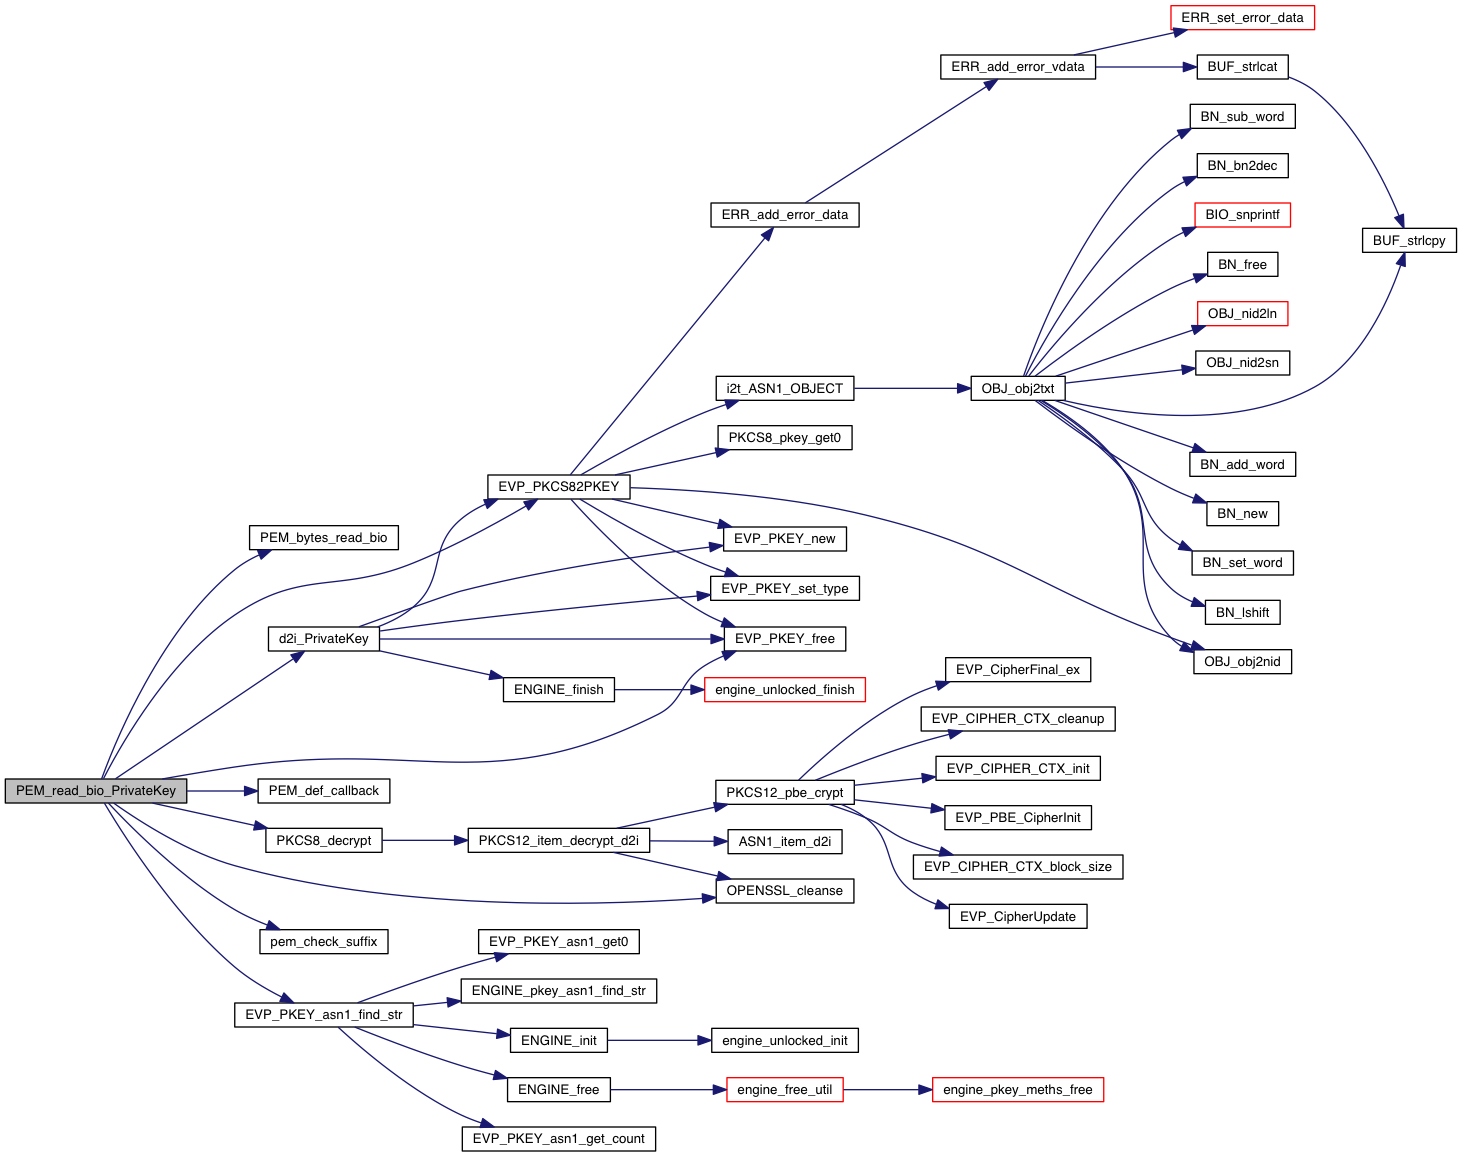 ERR_set_error_data
ERR_add_error_vdata
BUF_strlcat
BN_sub_word
BN_bn2dec
ERR_add_error_data
BIO_snprintf
BUF_strlcpy
BN_free
OBJ_nid2ln
OBJ_nid2sn
i2t_ASN1_OBJECT
OBJ_obj2txt
PKCS8_pkey_get0
BN_add_word
EVP_PKCS82PKEY
BN_new
PEM_bytes_read_bio
EVP_PKEY_new
BN_set_word
EVP_PKEY_set_type
BN_lshift
d2i_PrivateKey
EVP_PKEY_free
OBJ_obj2nid
EVP_CipherFinal_ex
ENGINE_finish
engine_unlocked_finish
EVP_CIPHER_CTX_cleanup
EVP_CIPHER_CTX_init
PEM_read_bio_PrivateKey
PEM_def_callback
PKCS12_pbe_crypt
EVP_PBE_CipherInit
PKCS8_decrypt
PKCS12_item_decrypt_d2i
ASN1_item_d2i
EVP_CIPHER_CTX_block_size
OPENSSL_cleanse
EVP_CipherUpdate
pem_check_suffix
EVP_PKEY_asn1_get0
ENGINE_pkey_asn1_find_str
EVP_PKEY_asn1_find_str
ENGINE_init
engine_unlocked_init
ENGINE_free
engine_free_util
engine_pkey_meths_free
EVP_PKEY_asn1_get_count